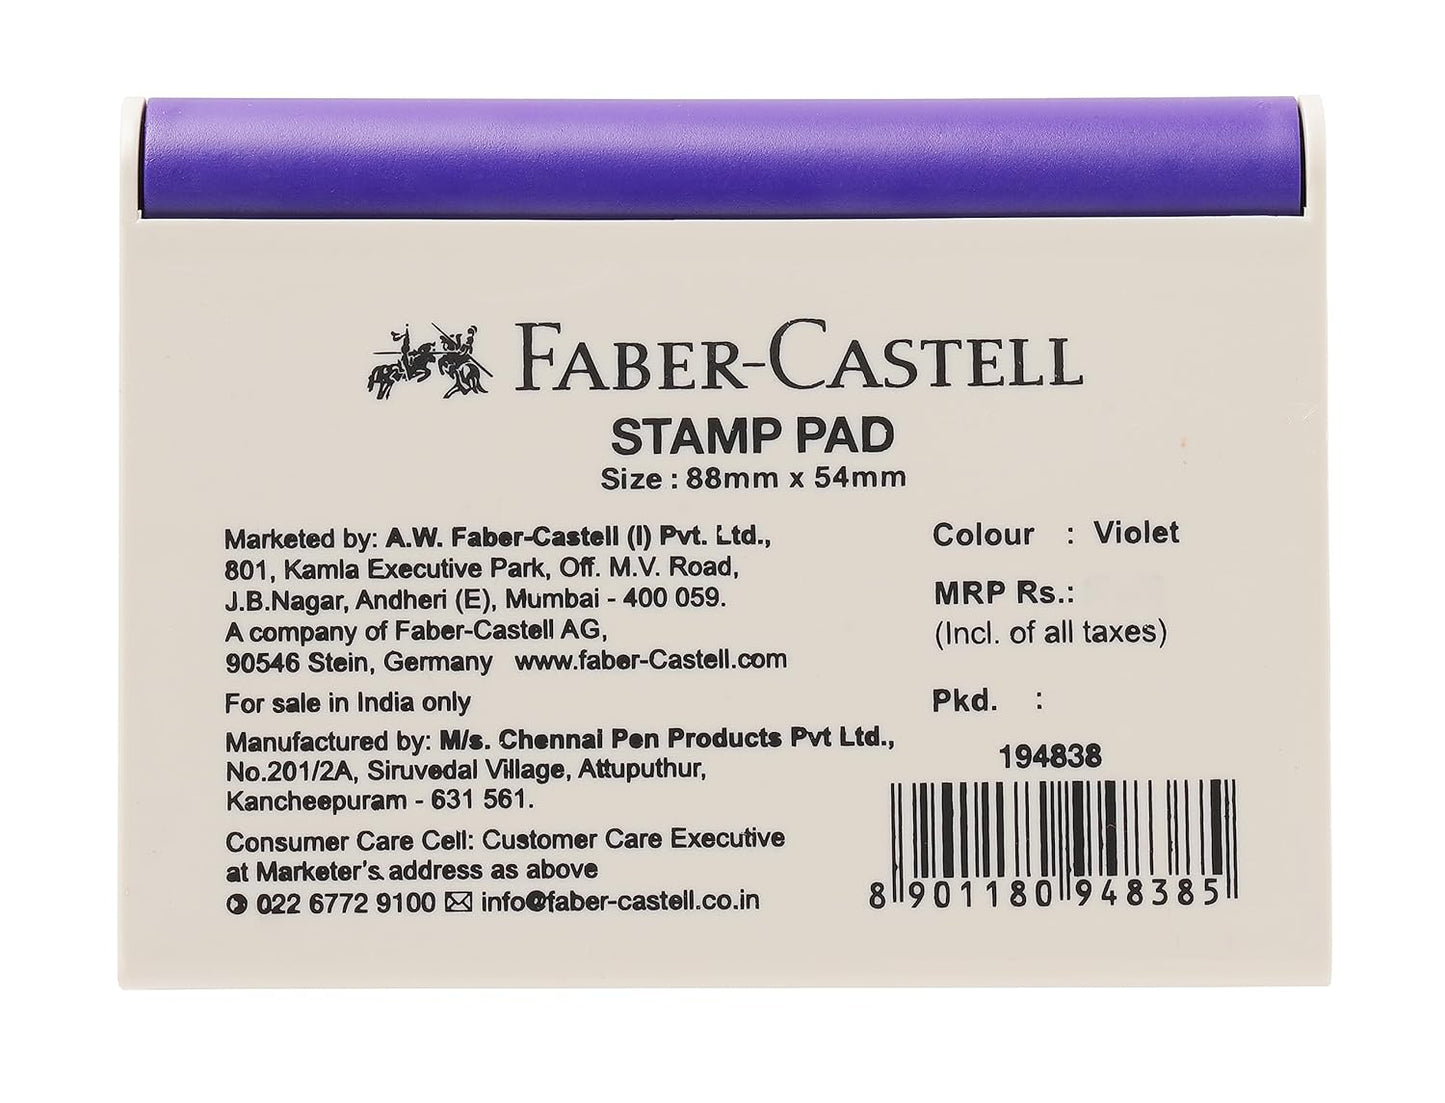 FABER-CASTELL
STAMP PAD
Size : 88mm x 54mm
Marketed by: A.W. Faber-Castell (I) Pvt. Ltd.,
801, Kamla Executive Park, Off. M.V. Road,
J.B.Nagar, Andheri (E), Mumbai - 400 059.
A company of Faber-Castell AG,
90546 Stein, Germany www.faber-Castell.com
For sale in India only
Manufactured by: M/s. Chennai Pen Products Pvt Ltd.,
No.201/2A, Siruvedal Village, Attuputhur,
Kancheepuram - 631 561.
Consumer Care Cell: Customer Care Executive
at Marketer's address as above
022 6772 9100 info@faber-castell.co.in
Colour : Violet
MRP Rs.:
(Incl. of all taxes)
Pkd. :
194838
8 901180 948385